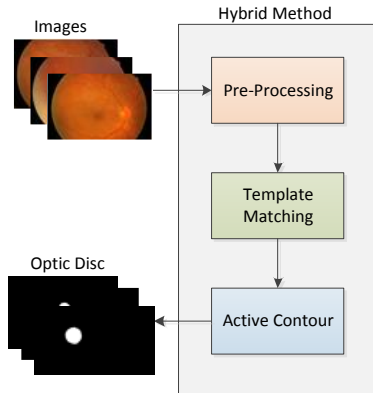 Hybrid Method
Images
Pre-Processing
Template
Matching
Optic Disc
Active Contour